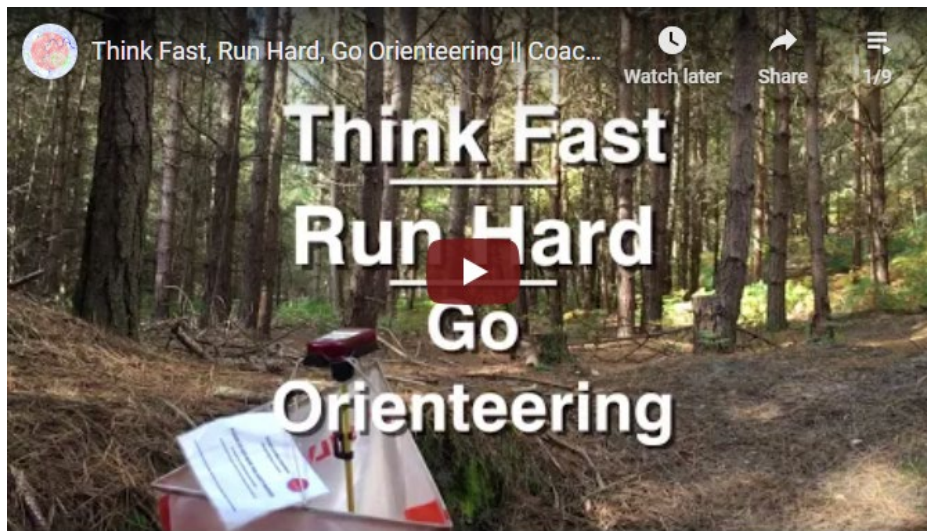 Think Fast, Run Hard, Go Orienteering || Coac...
Watch later
Share
1/9
Think Fast
Run Hard
Go
Orienteering